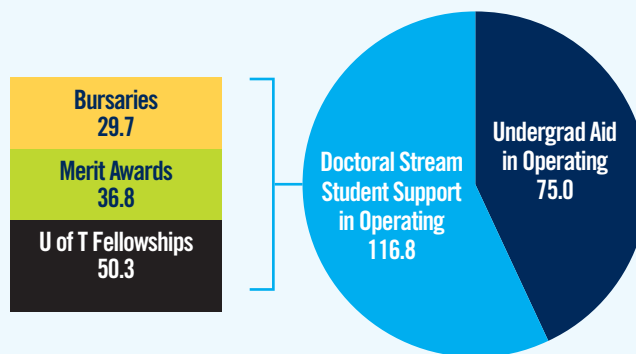 Bursaries
29.7
Merit Awards
36.8
U of T Fellowships
50.3
Doctoral Stream
Student Support
in Operating
116.8
Undergrad Aid
in Operating
75.0